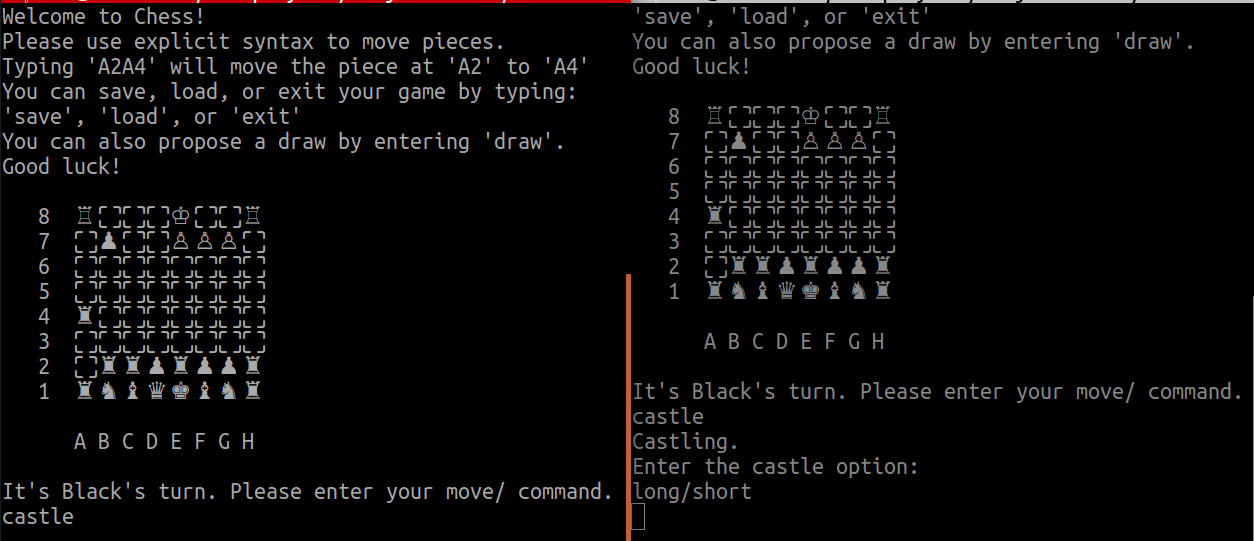 Welcome to Chess!
Please use explicit syntax to move pieces.
Typing 'A2A4' will move the piece at 'A2' to 'A4'
You can save, load, or exit your game by typing:
'save', 'load', or 'exit'
You can also propose a draw by entering 'draw'.
Good luck!
8 ♖ ♔ ♖
7 ♟ ♙ ♙ ♙
6
5
4 ♜
3
2 ♜ ♜ ♟ ♜ ♟ ♟ ♜
1 ♜ ♞ ♝ ♛ ♚ ♝ ♞ ♜
A B C D E F G H
It's Black's turn. Please enter your move/ command.
castle
'save', 'load', or 'exit'
You can also propose a draw by entering 'draw'.
Good luck!
8 ♖ ♔ ♖
7 ♟ ♙ ♙ ♙
6
5
4 ♜
3
2 ♜ ♜ ♟ ♜ ♟ ♟ ♜
1 ♜ ♞ ♝ ♛ ♚ ♝ ♞ ♜
A B C D E F G H
It's Black's turn. Please enter your move/ command.
castle
Castling.
Enter the castle option:
long/short